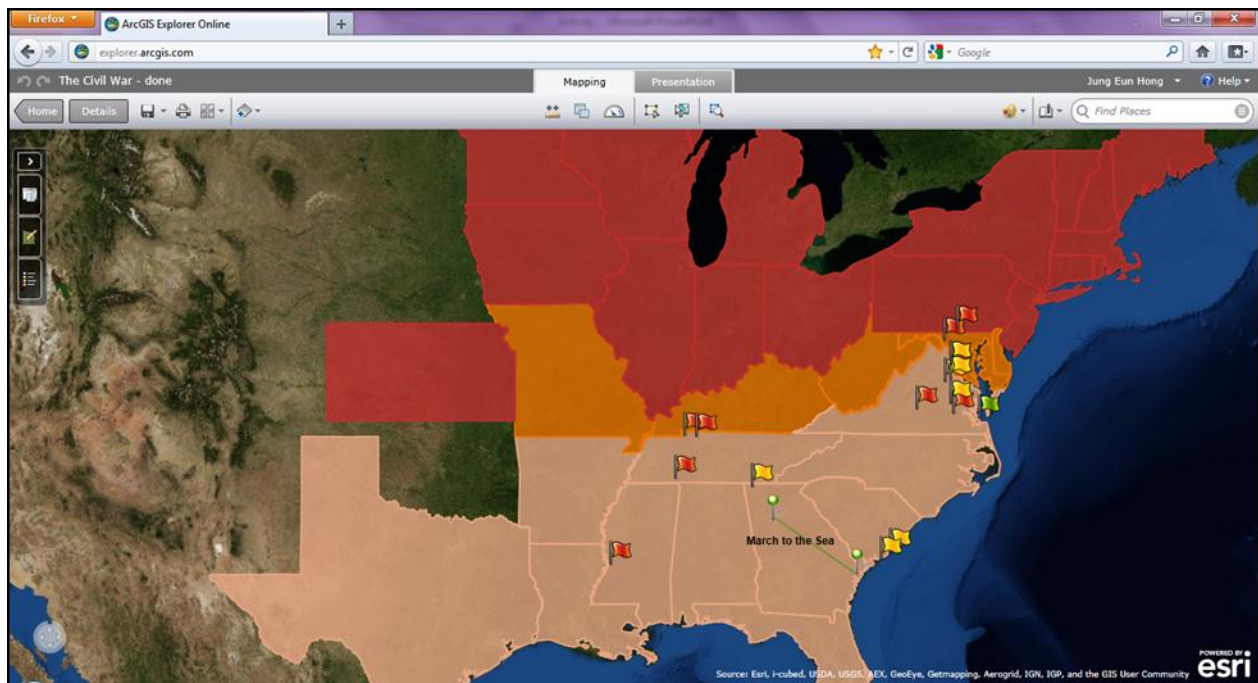 Firefox
ArcGIS Explorer Online
explorer.arcgis.com
Google
The Civil War - done
Mapping
Presentation
Jung Eun Hong
Help
Home
Details
Find Places
March to the Sea
Source: Esri, i-cubed, USDA, USGS, AEX, GeoEye, Getmapping, Aerogrid, IGN, IGP, and the GIS User Community
POWERED BY
esri